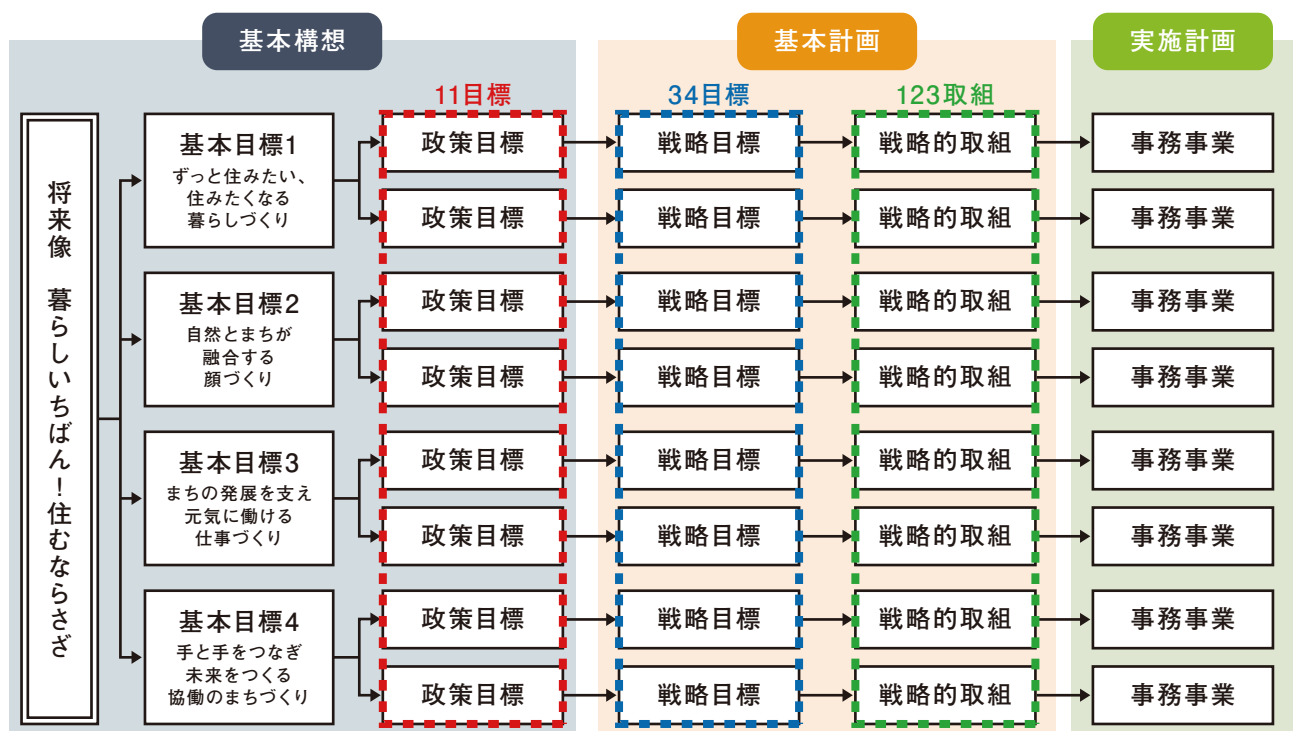 基本構想
基本計画
実施計画
11目標
34目標
123取組
将来像 暮らしいちばん!住むならさざ
基本目標1
ずっと住みたい、
住みたくなる
暮らしづくり
政策目標
戦略目標
戦略的取組
事務事業
政策目標
戦略目標
戦略的取組
事務事業
基本目標2
自然とまちが
融合する
顔づくり
政策目標
戦略目標
戦略的取組
事務事業
政策目標
戦略目標
戦略的取組
事務事業
基本目標3
まちの発展を支え
元気に働ける
仕事づくり
政策目標
戦略目標
戦略的取組
事務事業
政策目標
戦略目標
戦略的取組
事務事業
基本目標4
手と手をつなぎ
未来をつくる
協働のまちづくり
政策目標
戦略目標
戦略的取組
事務事業
政策目標
戦略目標
戦略的取組
事務事業